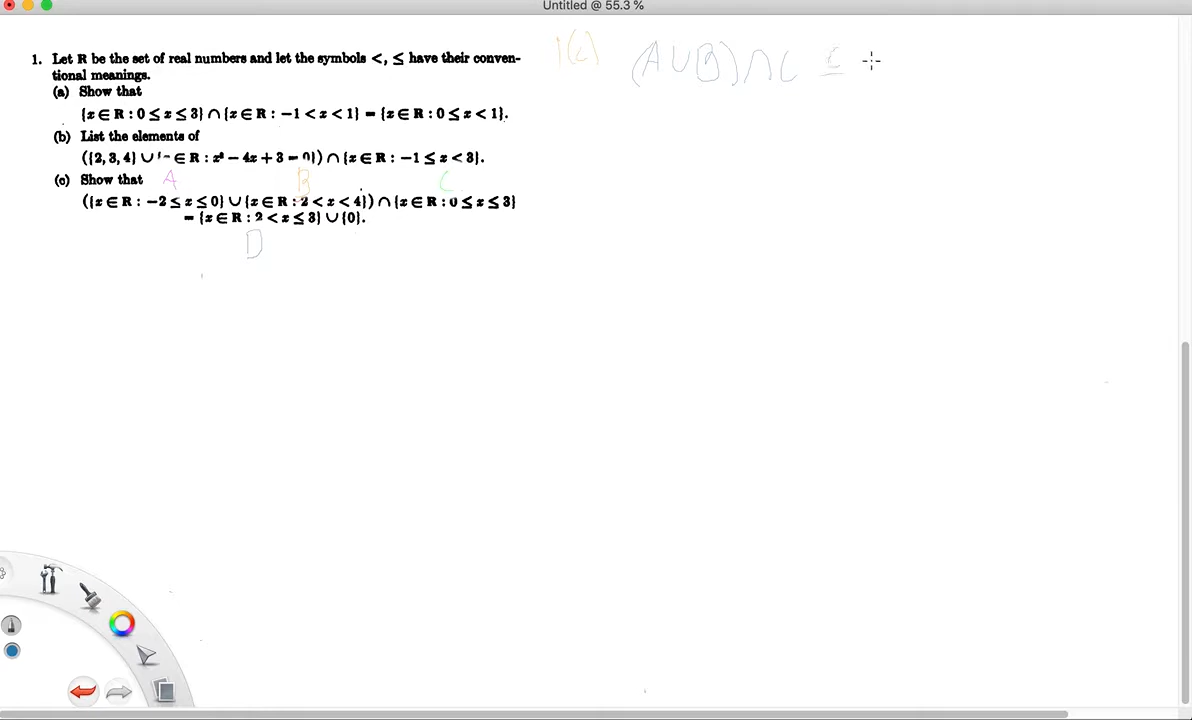 Untitled @ 55.3 %
1. Let R be the set of real numbers and let the symbols <, ≤ have their conven-
tional meanings.
(a) Show that
{x ∈ R : 0 ≤ x ≤ 3} ∩ {x ∈ R : −1 < x < 1} = {x ∈ R : 0 ≤ x < 1}.
(b) List the elements of
({2, 3, 4} ∪ ∈ R : x² − 4x + 3 = 0}) ∩ {x ∈ R : −1 ≤ x < 3}.
(c) Show that
A B C
({x ∈ R : −2 ≤ x ≤ 0} ∪ {x ∈ R : 2 < x < 4}) ∩ {x ∈ R : 0 ≤ x ≤ 3}
= {x ∈ R : 2 < x ≤ 3} ∪ {0}.
D
1(c) (A ∪ B) ∩ C ⊆